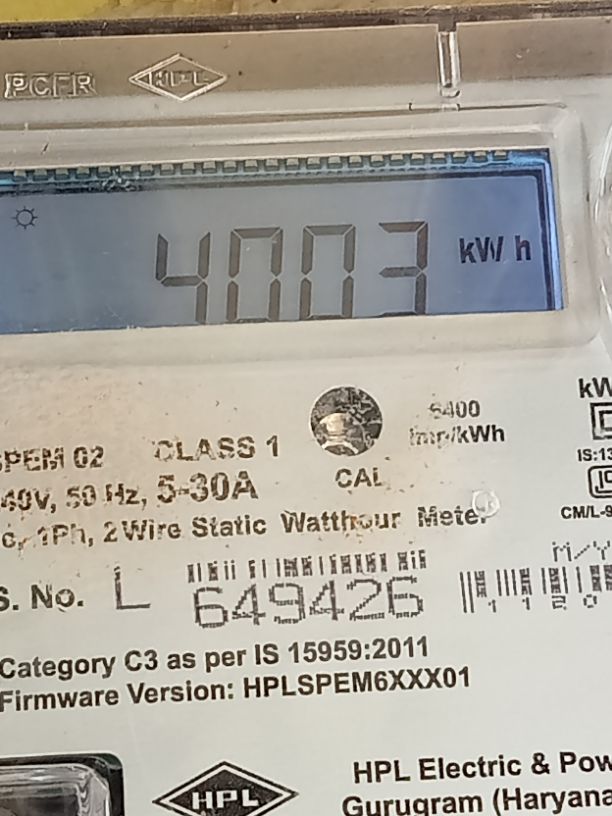 HPL
4003 kWh
SPEM 02 CLASS 1 CAL 6400
imp/kWh
40V, 50 Hz, 5-30A
1Ph, 2 Wire Static Watthour Meter
kW
IS:13
CM/L-9
M/Y
S. No. L 649426
Category C3 as per IS 15959:2011
Firmware Version: HPLSPEM6XXX01
HPL
HPL Electric & Pow
Gurugram (Haryana